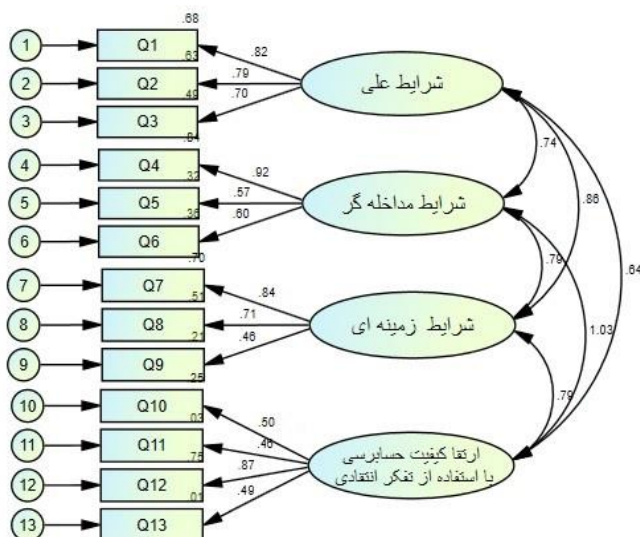 .68
1 Q1 .82
.63
2 Q2 .79
.49
3 Q3 .70
شرایط علی
.84
4 Q4 .92
.32
5 Q5 .57
.36
6 Q6 .60
شرایط مداخله گر
.74
.86
.64
.70
7 Q7 .84
.51
8 Q8 .71
.21
9 Q9 .46
شرایط زمینه ای
.79
1.03
.25
10 Q10 .50
.03
11 Q11 .46
.75
12 Q12 .87
.01
13 Q13 .49
ارتقا کیفیت حسابرسی
با استفاده از تفکر انتقادی
.79